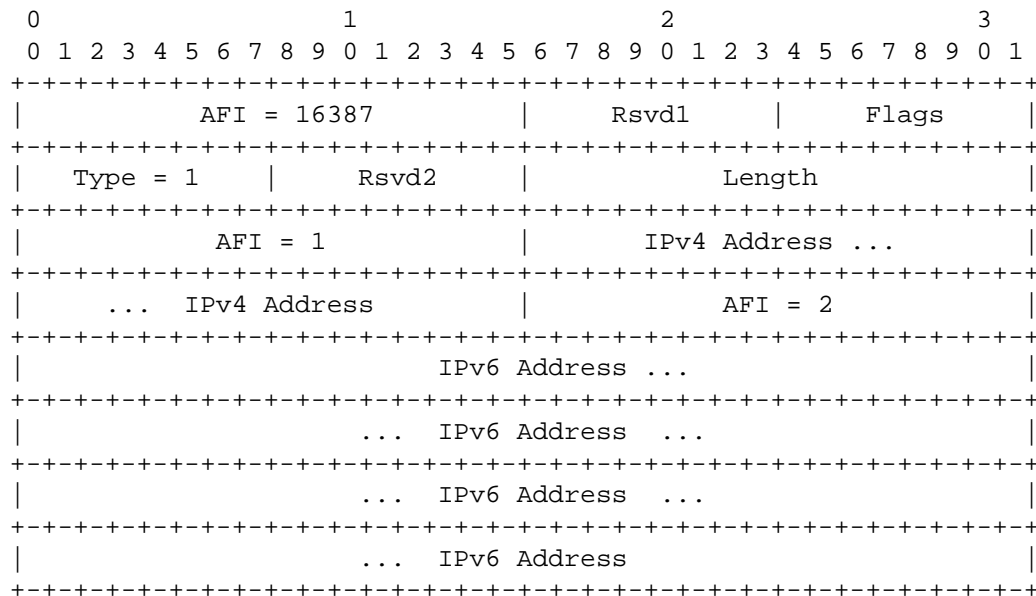 0                   1                   2                   3
 0 1 2 3 4 5 6 7 8 9 0 1 2 3 4 5 6 7 8 9 0 1 2 3 4 5 6 7 8 9 0 1
+-+-+-+-+-+-+-+-+-+-+-+-+-+-+-+-+-+-+-+-+-+-+-+-+-+-+-+-+-+-+-+-+
|           AFI = 16387         |     Rsvd1     |     Flags     |
+-+-+-+-+-+-+-+-+-+-+-+-+-+-+-+-+-+-+-+-+-+-+-+-+-+-+-+-+-+-+-+-+
|   Type = 1    |     Rsvd2     |            Length             |
+-+-+-+-+-+-+-+-+-+-+-+-+-+-+-+-+-+-+-+-+-+-+-+-+-+-+-+-+-+-+-+-+
|            AFI = 1            |       IPv4 Address ...        |
+-+-+-+-+-+-+-+-+-+-+-+-+-+-+-+-+-+-+-+-+-+-+-+-+-+-+-+-+-+-+-+-+
|     ...  IPv4 Address         |            AFI = 2            |
+-+-+-+-+-+-+-+-+-+-+-+-+-+-+-+-+-+-+-+-+-+-+-+-+-+-+-+-+-+-+-+-+
|                          IPv6 Address ...                     |
+-+-+-+-+-+-+-+-+-+-+-+-+-+-+-+-+-+-+-+-+-+-+-+-+-+-+-+-+-+-+-+-+
|                     ...  IPv6 Address  ...                    |
+-+-+-+-+-+-+-+-+-+-+-+-+-+-+-+-+-+-+-+-+-+-+-+-+-+-+-+-+-+-+-+-+
|                     ...  IPv6 Address  ...                    |
+-+-+-+-+-+-+-+-+-+-+-+-+-+-+-+-+-+-+-+-+-+-+-+-+-+-+-+-+-+-+-+-+
|                     ...  IPv6 Address                         |
+-+-+-+-+-+-+-+-+-+-+-+-+-+-+-+-+-+-+-+-+-+-+-+-+-+-+-+-+-+-+-+-+